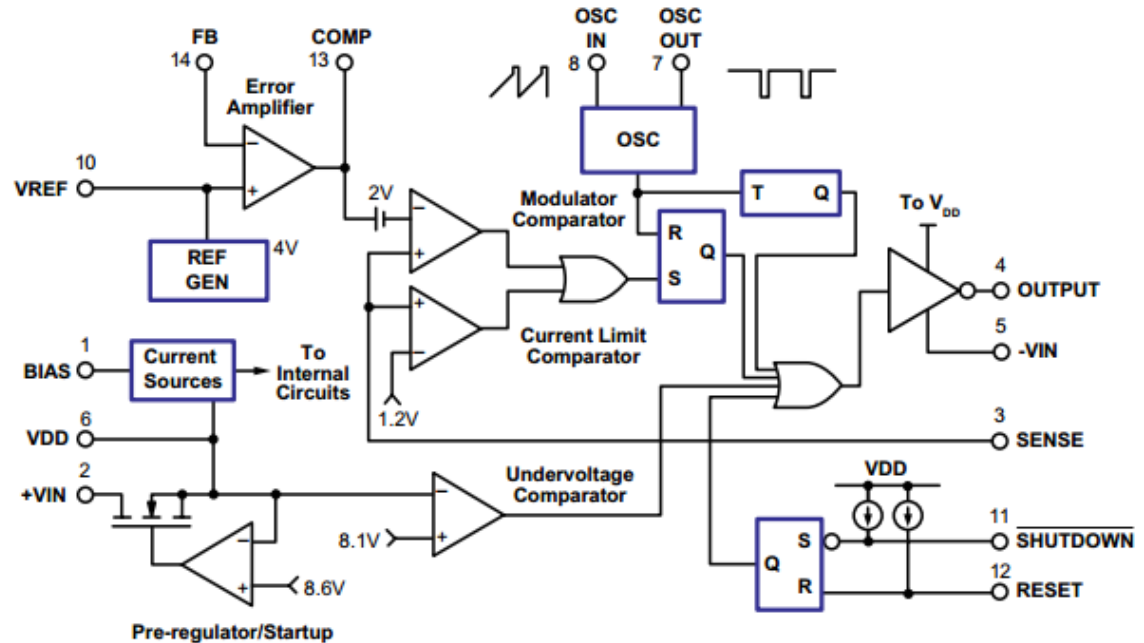 FB
14
COMP
13
OSC
IN
8
OSC
OUT
7
Error
Amplifier
−
+
10
VREF
REF
GEN
4V
2V
−
+
Modulator
Comparator
OSC
T
Q
R
S
Q
To VDD
4
OUTPUT
5
-VIN
+
−
Current Limit
Comparator
1.2V
1
BIAS
Current
Sources
To
Internal
Circuits
6
VDD
2
+VIN
3
SENSE
Undervoltage
Comparator
−
+
8.1V
−
+
8.6V
Pre-regulator/Startup
VDD
Q
S
R
11
SHUTDOWN
12
RESET